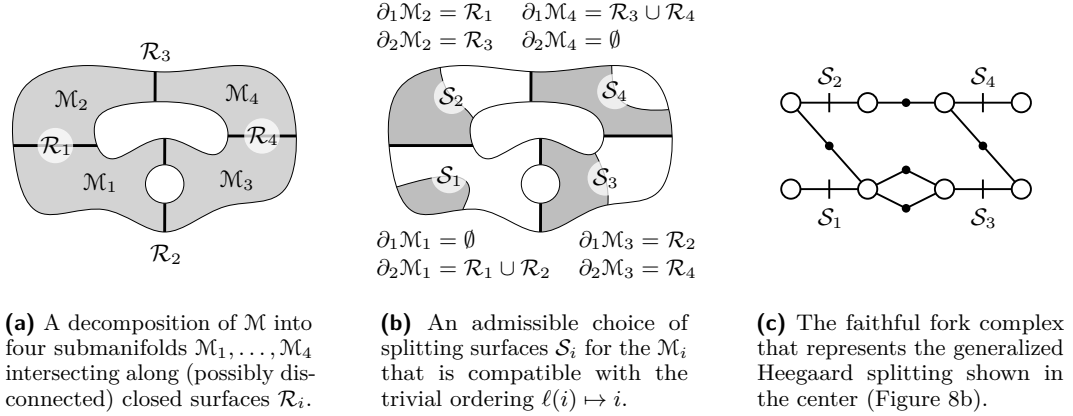 ℛ₃
ℳ₂ ℳ₄
ℛ₁ ℛ₄
ℳ₁ ℳ₃
ℛ₂
∂₁ℳ₂ = ℛ₁ ∂₁ℳ₄ = ℛ₃ ∪ ℛ₄
∂₂ℳ₂ = ℛ₃ ∂₂ℳ₄ = ∅
𝒮₂ 𝒮₄
𝒮₁ 𝒮₃
∂₁ℳ₁ = ∅ ∂₁ℳ₃ = ℛ₂
∂₂ℳ₁ = ℛ₁ ∪ ℛ₂ ∂₂ℳ₃ = ℛ₄
𝒮₂ 𝒮₄
𝒮₁ 𝒮₃
(a) A decomposition of ℳ into
four submanifolds ℳ₁, . . . , ℳ₄
intersecting along (possibly dis-
connected) closed surfaces ℛᵢ.
(b) An admissible choice of
splitting surfaces 𝒮ᵢ for the ℳᵢ
that is compatible with the
trivial ordering ℓ(i) ↦ i.
(c) The faithful fork complex
that represents the generalized
Heegaard splitting shown in
the center (Figure 8b).